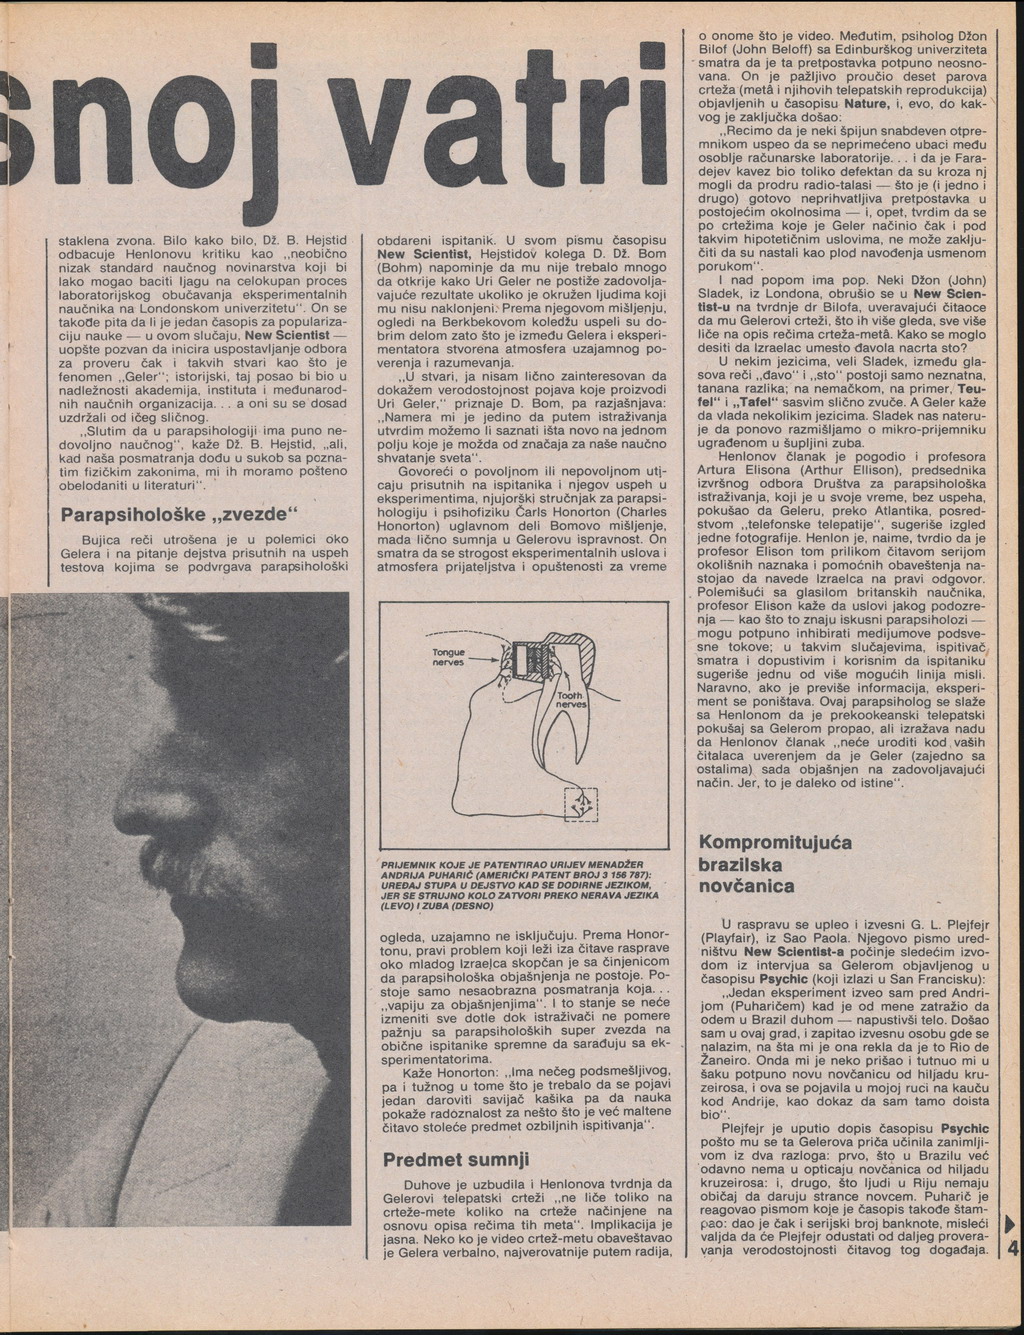 snoj vatri
staklena zvona. Bilo kako bilo, Dž. B. Hejstid
odbacuje Henlonovu kritiku kao ,,neobično
nizak standard naučnog novinarstva koji bi
lako mogao baciti ljagu na celokupan proces
laboratorijskog obučavanja eksperimentalnih
naučnika na Londonskom univerzitetu". On se
takođe pita da li je jedan časopis za populariza-
ciju nauke — u ovom slučaju, New Scientist —
uopšte pozvan da inicira uspostavljanje odbora
za proveru čak i takvih stvari kao što je
fenomen ,,Geler"; istorijski, taj posao bi bio u
nadležnosti akademija, instituta i međunarod-
nih naučnih organizacija... a oni su se dosad
uzdržali od ičeg sličnog.
,,Slutim da u parapsihologiji ima puno ne-
dovoljno naučnog", kaže Dž. B. Hejstid, ,,ali,
kad naša posmatranja dođu u sukob sa pozna-
tim fizičkim zakonima, mi ih moramo pošteno
obelodaniti u literaturi".
Parapsihološke ,,zvezde"
Bujica reči utrošena je u polemici oko
Gelera i na pitanje dejstva prisutnih na uspeh
testova kojima se podvrgava parapsihološki
obdareni ispitanik. U svom pismu časopisu
New Scientist, Hejstidov kolega D. Dž. Bom
(Bohm) napominje da mu nije trebalo mnogo
da otkrije kako Uri Geler ne postiže zadovolja-
vajuće rezultate ukoliko je okružen ljudima koji
mu nisu naklonjeni. Prema njegovom mišljenju,
ogledi na Berkbekovom koledžu uspeli su do-
brim delom zato što je između Gelera i eksperi-
mentatora stvorena atmosfera uzajamnog po-
verenja i razumevanja.
,,U stvari, ja nisam lično zainteresovan da
dokažem verodostojnost pojava koje proizvodi
Uri Geler," priznaje D. Bom, pa razjašnjava:
,,Namera mi je jedino da putem istraživanja
utvrdim možemo li saznati išta novo na jednom
polju koje je možda od značaja za naše naučno
shvatanje sveta".
Govoreći o povoljnom ili nepovoljnom uti-
caju prisutnih na ispitanika i njegov uspeh u
eksperimentima, njujorški stručnjak za parapsi-
hologiju i psihofiziku Čarls Honorton (Charles
Honorton) uglavnom deli Bomovo mišljenje,
mada lično sumnja u Gelerovu ispravnost. On
smatra da se strogost eksperimentalnih uslova i
atmosfera prijateljstva i opuštenosti za vreme
Tongue
nerves
Tooth
nerves
PRIJEMNIK KOJE JE PATENTIRAO URIJEV MENADŽER
ANDRIJA PUHARIĆ (AMERIČKI PATENT BROJ 3 156 787):
UREĐAJ STUPA U DEJSTVO KAD SE DODIRNE JEZIKOM,
JER SE STRUJNO KOLO ZATVORI PREKO NERAVA JEZIKA
(LEVO) I ZUBA (DESNO)
ogleda, uzajamno ne isključuju. Prema Honor-
tonu, pravi problem koji leži iza čitave rasprave
oko mladog Izraelca skopčan je sa činjenicom
da parapsihološka objašnjenja ne postoje. Po-
stoje samo nesaobrazna posmatranja koja...
,,vapiju za objašnjenjima". I to stanje se neće
izmeniti sve dotle dok istraživači ne pomere
pažnju sa parapsiholoških super zvezda na
obične ispitanike spremne da sarađuju sa ek-
sperimentatorima.
Kaže Honorton: ,,Ima nečeg podsmešljivog,
pa i tužnog u tome što je trebalo da se pojavi
jedan daroviti savijač kašika pa da nauka
pokaže radoznalost za nešto što je već maltene
čitavo stoleće predmet ozbiljnih ispitivanja".
Predmet sumnji
Duhove je uzbudila i Henlonova tvrdnja da
Gelerovi telepatski crteži ,,ne liče toliko na
crteže-mete koliko na crteže načinjene na
osnovu opisa rečima tih meta". Implikacija je
jasna. Neko ko je video crtež-metu obaveštavao
je Gelera verbalno, najverovatnije putem radija,
o onome što je video. Međutim, psiholog Džon
Bilof (John Beloff) sa Edinburškog univerziteta
smatra da je ta pretpostavka potpuno neosno-
vana. On je pažljivo proučio deset parova
crteža (metâ i njihovih telepatskih reprodukcija)
objavljenih u časopisu Nature, i, evo, do kak-
vog je zaključka došao:
,,Recimo da je neki špijun snabdeven otpre-
mnikom uspeo da se neprimećeno ubaci među
osoblje računarske laboratorije... i da je Fara-
dejev kavez bio toliko defektan da su kroza nj
mogli da prodru radio-talasi — što je (i jedno i
drugo) gotovo neprihvatljiva pretpostavka u
postojećim okolnosima — i, opet, tvrdim da se
po crtežima koje je Geler načinio čak i pod
takvim hipotetičnim uslovima, ne može zaklju-
čiti da su nastali kao plod navođenja usmenom
porukom".
I nad popom ima pop. Neki Džon (John)
Sladek, iz Londona, obrušio se u New Scien-
tist-u na tvrdnje dr Bilofa, uveravajući čitaoce
da mu Gelerovi crteži, što ih više gleda, sve više
liče na opis rečima crteža-metâ. Kako se moglo
desiti da Izraelac umesto đavola nacrta sto?
U nekim jezicima, veli Sladek, između gla-
sova reči ,,đavo" i ,,sto" postoji samo neznatna,
tanana razlika; na nemačkom, na primer, Teu-
fel" i ,,Tafel" sasvim slično zvuče. A Geler kaže
da vlada nekolikim jezicima. Sladek nas nateru-
je da ponovo razmišljamo o mikro-prijemniku
ugrađenom u šupljini zuba.
Henlonov članak je pogodio i profesora
Artura Elisona (Arthur Ellison), predsednika
izvršnog odbora Društva za parapsihološka
istraživanja, koji je u svoje vreme, bez uspeha,
pokušao da Geleru, preko Atlantika, posred-
stvom ,,telefonske telepatije", sugeriše izgled
jedne fotografije. Henlon je, naime, tvrdio da je
profesor Elison tom prilikom čitavom serijom
okolišnih naznaka i pomoćnih obaveštenja na-
stojao da navede Izraelca na pravi odgovor.
Polemišući sa glasilom britanskih naučnika,
profesor Elison kaže da uslovi jakog podozre-
nja — kao što to znaju iskusni parapsiholozi —
mogu potpuno inhibirati medijumove podsve-
sne tokove; u takvim slučajevima, ispitivač
smatra i dopustivim i korisnim da ispitaniku
sugeriše jednu od više mogućih linija misli.
Naravno, ako je previše informacija, eksperi-
ment se poništava. Ovaj parapsiholog se slaže
sa Henlonom da je prekookeanski telepatski
pokušaj sa Gelerom propao, ali izražava nadu
da Henlonov članak ,,neće uroditi kod vaših
čitalaca uverenjem da je Geler (zajedno sa
ostalima) sada objašnjen na zadovoljavajući
način. Jer, to je daleko od istine".
Kompromitujuća
brazilska
novčanica
U raspravu se upleo i izvesni G. L. Plejfejr
(Playfair), iz Sao Paola. Njegovo pismo ured-
ništvu New Scientist-a počinje sledećim izvo-
dom iz intervjua sa Gelerom objavljenog u
časopisu Psychic (koji izlazi u San Francisku):
,,Jedan eksperiment izveo sam pred Andri-
jom (Puharičem) kad je od mene zatražio da
odem u Brazil duhom — napustivši telo. Došao
sam u ovaj grad, i zapitao izvesnu osobu gde se
nalazim, na šta mi je ona rekla da je to Rio de
Žaneiro. Onda mi je neko prišao i tutnuo mi u
šaku potpuno novu novčanicu od hiljadu kru-
zeirosa, i ova se pojavila u mojoj ruci na kauču
kod Andrije, kao dokaz da sam tamo doista
bio".
Plejfejr je uputio dopis časopisu Psychic
pošto mu se ta Gelerova priča učinila zanimlji-
vom iz dva razloga: prvo, što u Brazilu već
odavno nema u opticaju novčanica od hiljadu
kruzeirosa: i, drugo, što ljudi u Riju nemaju
običaj da daruju strance novcem. Puharič je
reagovao pismom koje je časopis takođe štam-
pao: dao je čak i serijski broj banknote, misleći
valjda da će Plejfejr odustati od daljeg provera-
vanja verodostojnosti čitavog tog događaja.
4